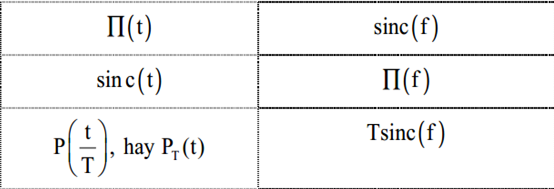 Π(t) sinc(f)
sin c(t) Π(f)
P(t/T), hay P_T(t) Tsinc(f)